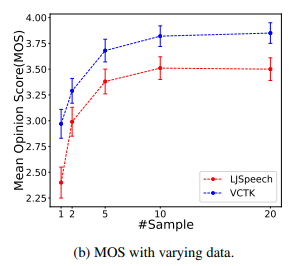 4.00
3.75
3.50
3.25
3.00
2.75
2.50
2.25
Mean Opinion Score(MOS)
LJSpeech
VCTK
1 2 5 10 20
#Sample
(b) MOS with varying data.